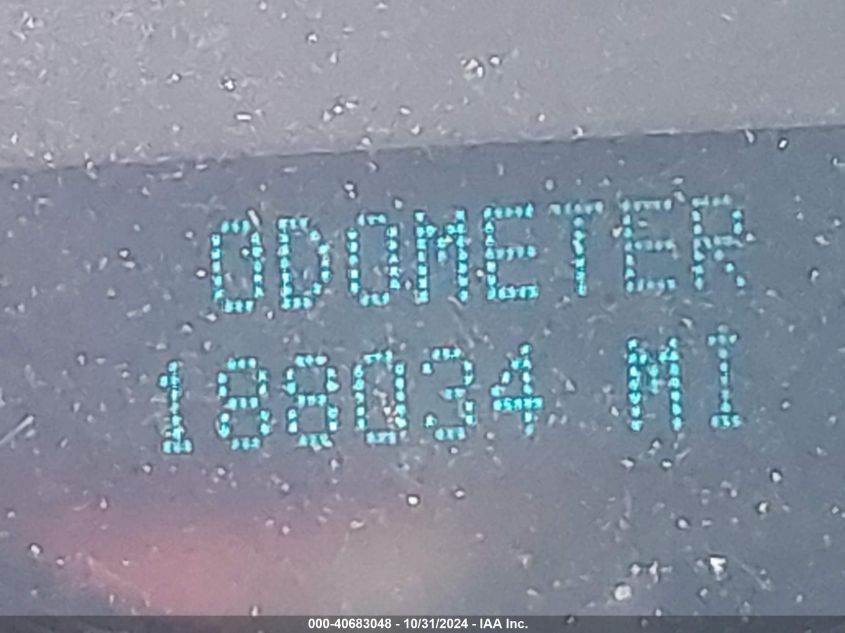 ODOMETER
188034 MI
000-40683048 - 10/31/2024 - IAA Inc.